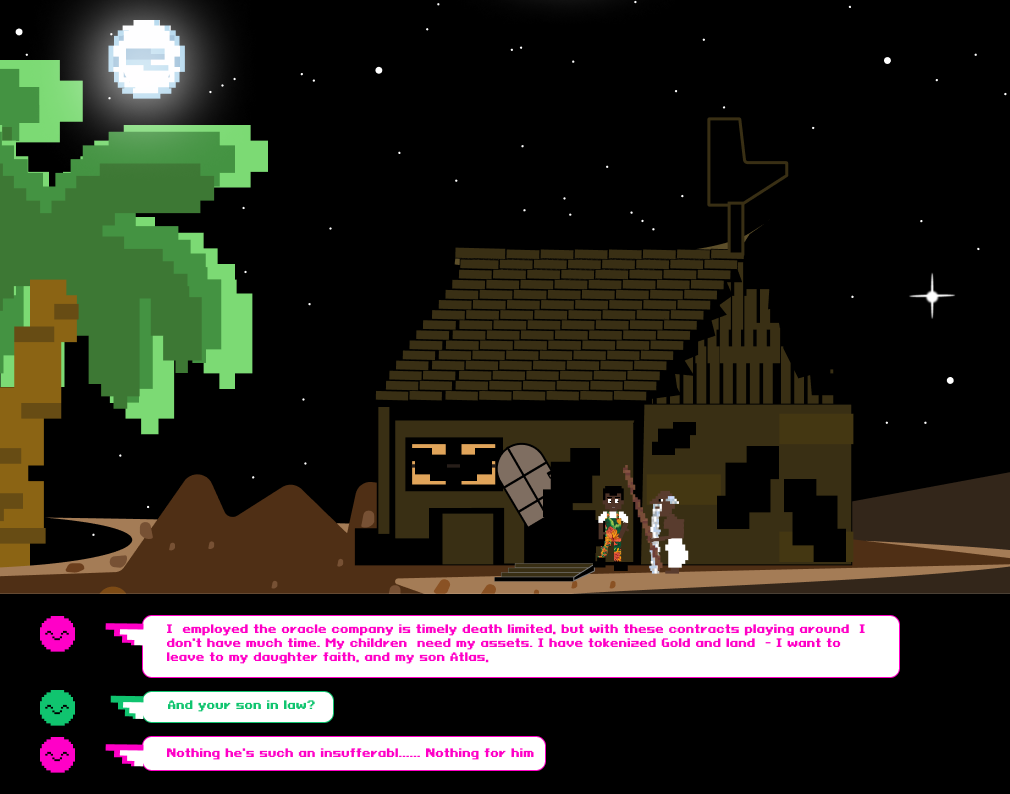 I employed the oracle company is timely death limited, but with these contracts playing around I
don't have much time. My children need my assets. I have tokenized Gold and land - I want to
leave to my daughter faith, and my son Atlas,
And your son in law?
Nothing he's such an insufferabl...... Nothing for him